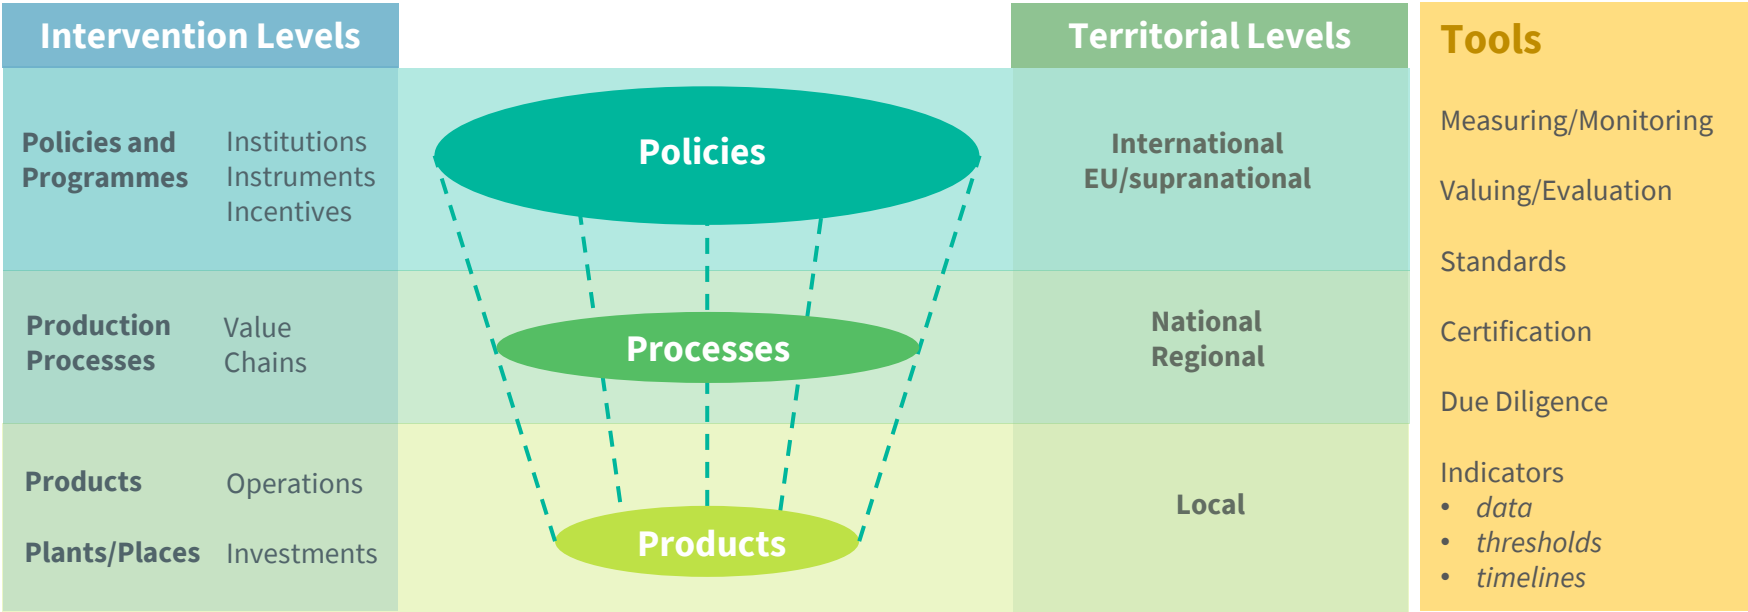 Intervention Levels
Territorial Levels
Tools
Policies and
Programmes
Institutions
Instruments
Incentives
Policies
International
EU/supranational
Production
Processes
Value
Chains
Processes
National
Regional
Products
Operations
Plants/Places
Investments
Products
Local
Measuring/Monitoring
Valuing/Evaluation
Standards
Certification
Due Diligence
Indicators
• data
• thresholds
• timelines